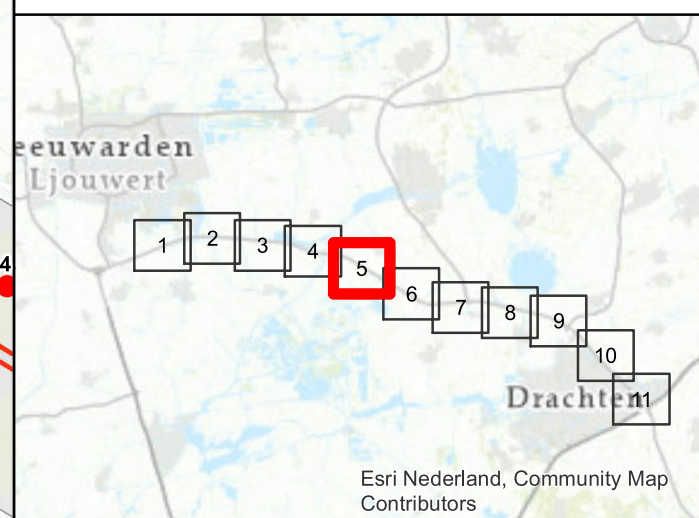 eeuwarden
Ljouwert
4
1
2
3
4
5
6
7
8
9
10
11
Drachten
Esri Nederland, Community Map
Contributors